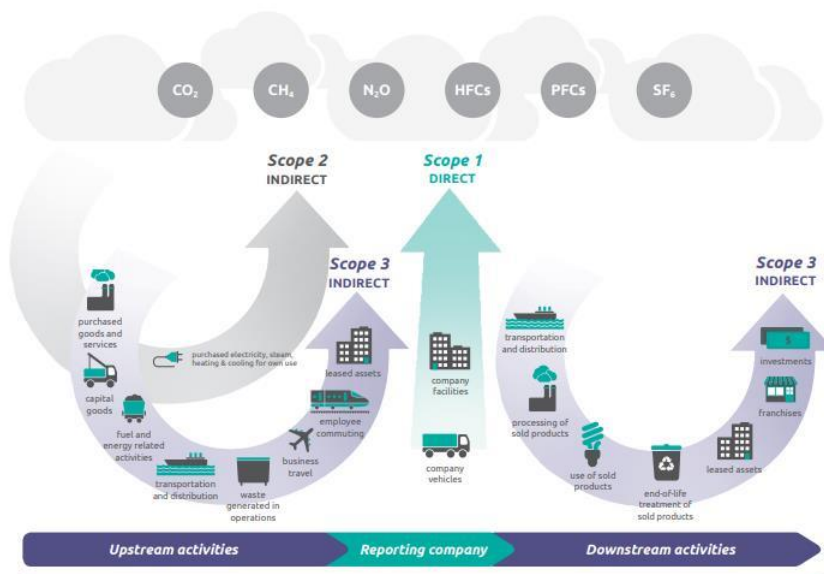 CO₂
CH₄
N₂O
HFCs
PFCs
SF₆
Scope 2
INDIRECT
Scope 1
DIRECT
Scope 3
INDIRECT
Scope 3
INDIRECT
purchased
goods and
services
capital
goods
fuel and
energy related
activities
transportation
and distribution
waste
generated in
operations
business
travel
employee
commuting
leased assets
purchased electricity, steam,
heating & cooling for own use
company
facilities
company
vehicles
transportation
and distribution
processing of
sold products
use of sold
products
end-of-life
treatment of
sold products
leased assets
franchises
$
investments
Upstream activities
Reporting company
Downstream activities